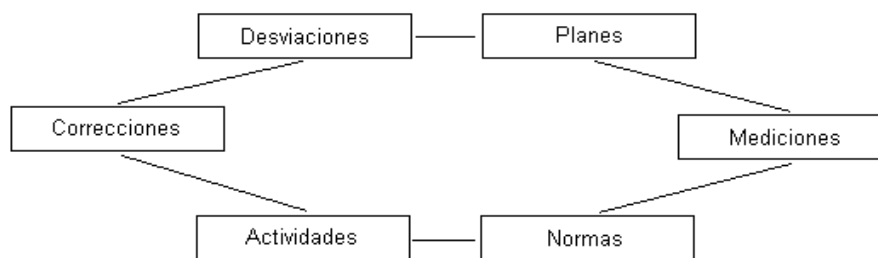 Desviaciones
Planes
Correcciones
Mediciones
Actividades
Normas